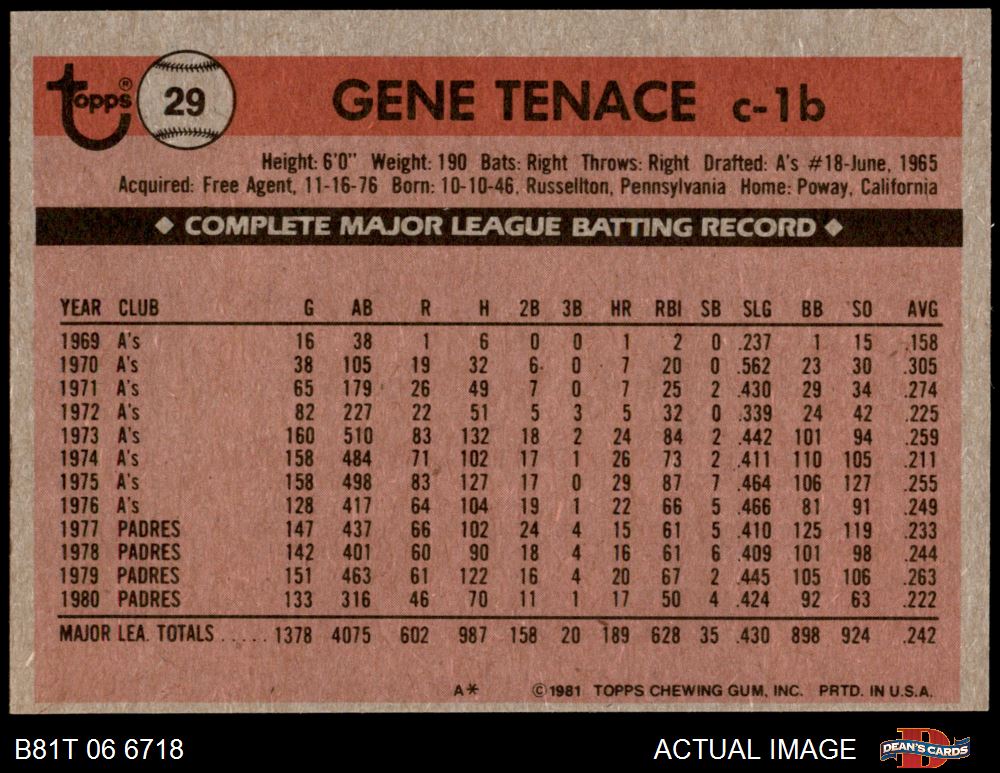 topps® 29 GENE TENACE c-1b
Height: 6'0" Weight: 190 Bats: Right Throws: Right Drafted: A's #18-June, 1965
Acquired: Free Agent, 11-16-76 Born: 10-10-46, Russellton, Pennsylvania Home: Poway, California
◆ COMPLETE MAJOR LEAGUE BATTING RECORD ◆
YEAR CLUB G AB R H 2B 3B HR RBI SB SLG BB SO AVG
1969 A's 16 38 1 6 0 0 1 2 0 .237 1 15 .158
1970 A's 38 105 19 32 6 0 7 20 0 .562 23 30 .305
1971 A's 65 179 26 49 7 0 7 25 2 .430 29 34 .274
1972 A's 82 227 22 51 5 3 5 32 0 .339 24 42 .225
1973 A's 160 510 83 132 18 2 24 84 2 .442 101 94 .259
1974 A's 158 484 71 102 17 1 26 73 2 .411 110 105 .211
1975 A's 158 498 83 127 17 0 29 87 7 .464 106 127 .255
1976 A's 128 417 64 104 19 1 22 66 5 .466 81 91 .249
1977 PADRES 147 437 66 102 24 4 15 61 5 .410 125 119 .233
1978 PADRES 142 401 60 90 18 4 16 61 6 .409 101 98 .244
1979 PADRES 151 463 61 122 16 4 20 67 2 .445 105 106 .263
1980 PADRES 133 316 46 70 11 1 17 50 4 .424 92 63 .222
MAJOR LEA. TOTALS ..... 1378 4075 602 987 158 20 189 628 35 .430 898 924 .242
A* ©1981 TOPPS CHEWING GUM, INC. PRTD. IN U.S.A.
B81T 06 6718 ACTUAL IMAGE DEAN'S CARDS